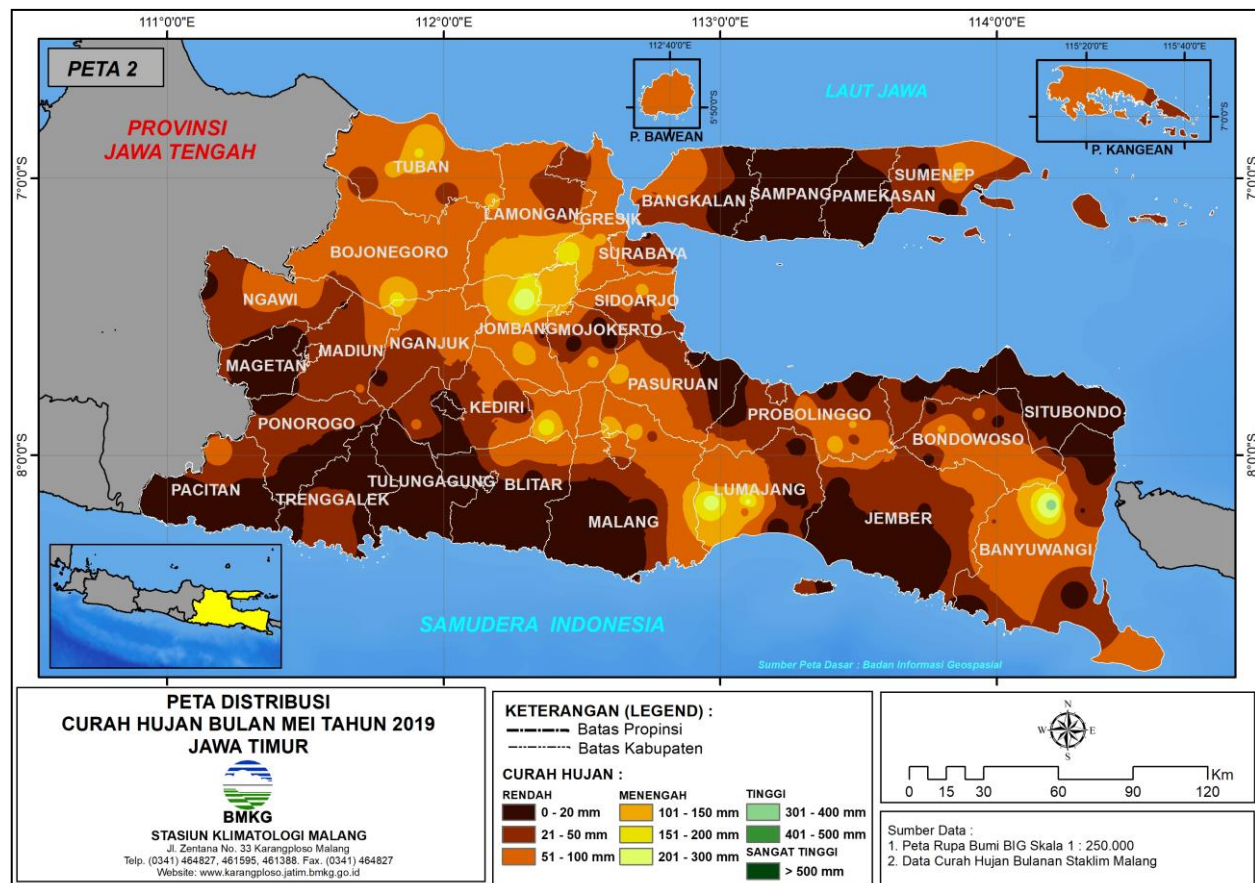 111°0'0"E
112°0'0"E
113°0'0"E
114°0'0"E
PETA 2
112°40'0"E
5°50'0"S
P. BAWEAN
LAUT JAWA
115°20'0"E
115°40'0"E
7°0'0"S
P. KANGEAN
PROVINSI
JAWA TENGAH
7°0'0"S
7°0'0"S
TUBAN
LAMONGAN
GRESIK
BANGKALAN
SAMPANG
PAMEKASAN
SUMENEP
BOJONEGORO
SURABAYA
NGAWI
SIDOARJO
JOMBANG
MOJOKERTO
MAGETAN
MADIUN
NGANJUK
PASURUAN
PONOROGO
KEDIRI
PROBOLINGGO
SITUBONDO
BONDOWOSO
8°0'0"S
8°0'0"S
PACITAN
TRENGGALEK
TULUNGAGUNG
BLITAR
MALANG
LUMAJANG
JEMBER
BANYUWANGI
SAMUDERA INDONESIA
Sumber Peta Dasar : Badan Informasi Geospasial
PETA DISTRIBUSI
CURAH HUJAN BULAN MEI TAHUN 2019
JAWA TIMUR
BMKG
STASIUN KLIMATOLOGI MALANG
Jl. Zentana No. 33 Karangploso Malang
Telp. (0341) 464827, 461595, 461388. Fax. (0341) 464827
Website: www.karangploso.jatim.bmkg.go.id
KETERANGAN (LEGEND) :
Batas Propinsi
Batas Kabupaten
CURAH HUJAN :
RENDAH
0 - 20 mm
21 - 50 mm
51 - 100 mm
MENENGAH
101 - 150 mm
151 - 200 mm
201 - 300 mm
TINGGI
301 - 400 mm
401 - 500 mm
SANGAT TINGGI
> 500 mm
N
W
E
S
Km
0 15 30 60 90 120
Sumber Data :
1. Peta Rupa Bumi BIG Skala 1 : 250.000
2. Data Curah Hujan Bulanan Staklim Malang